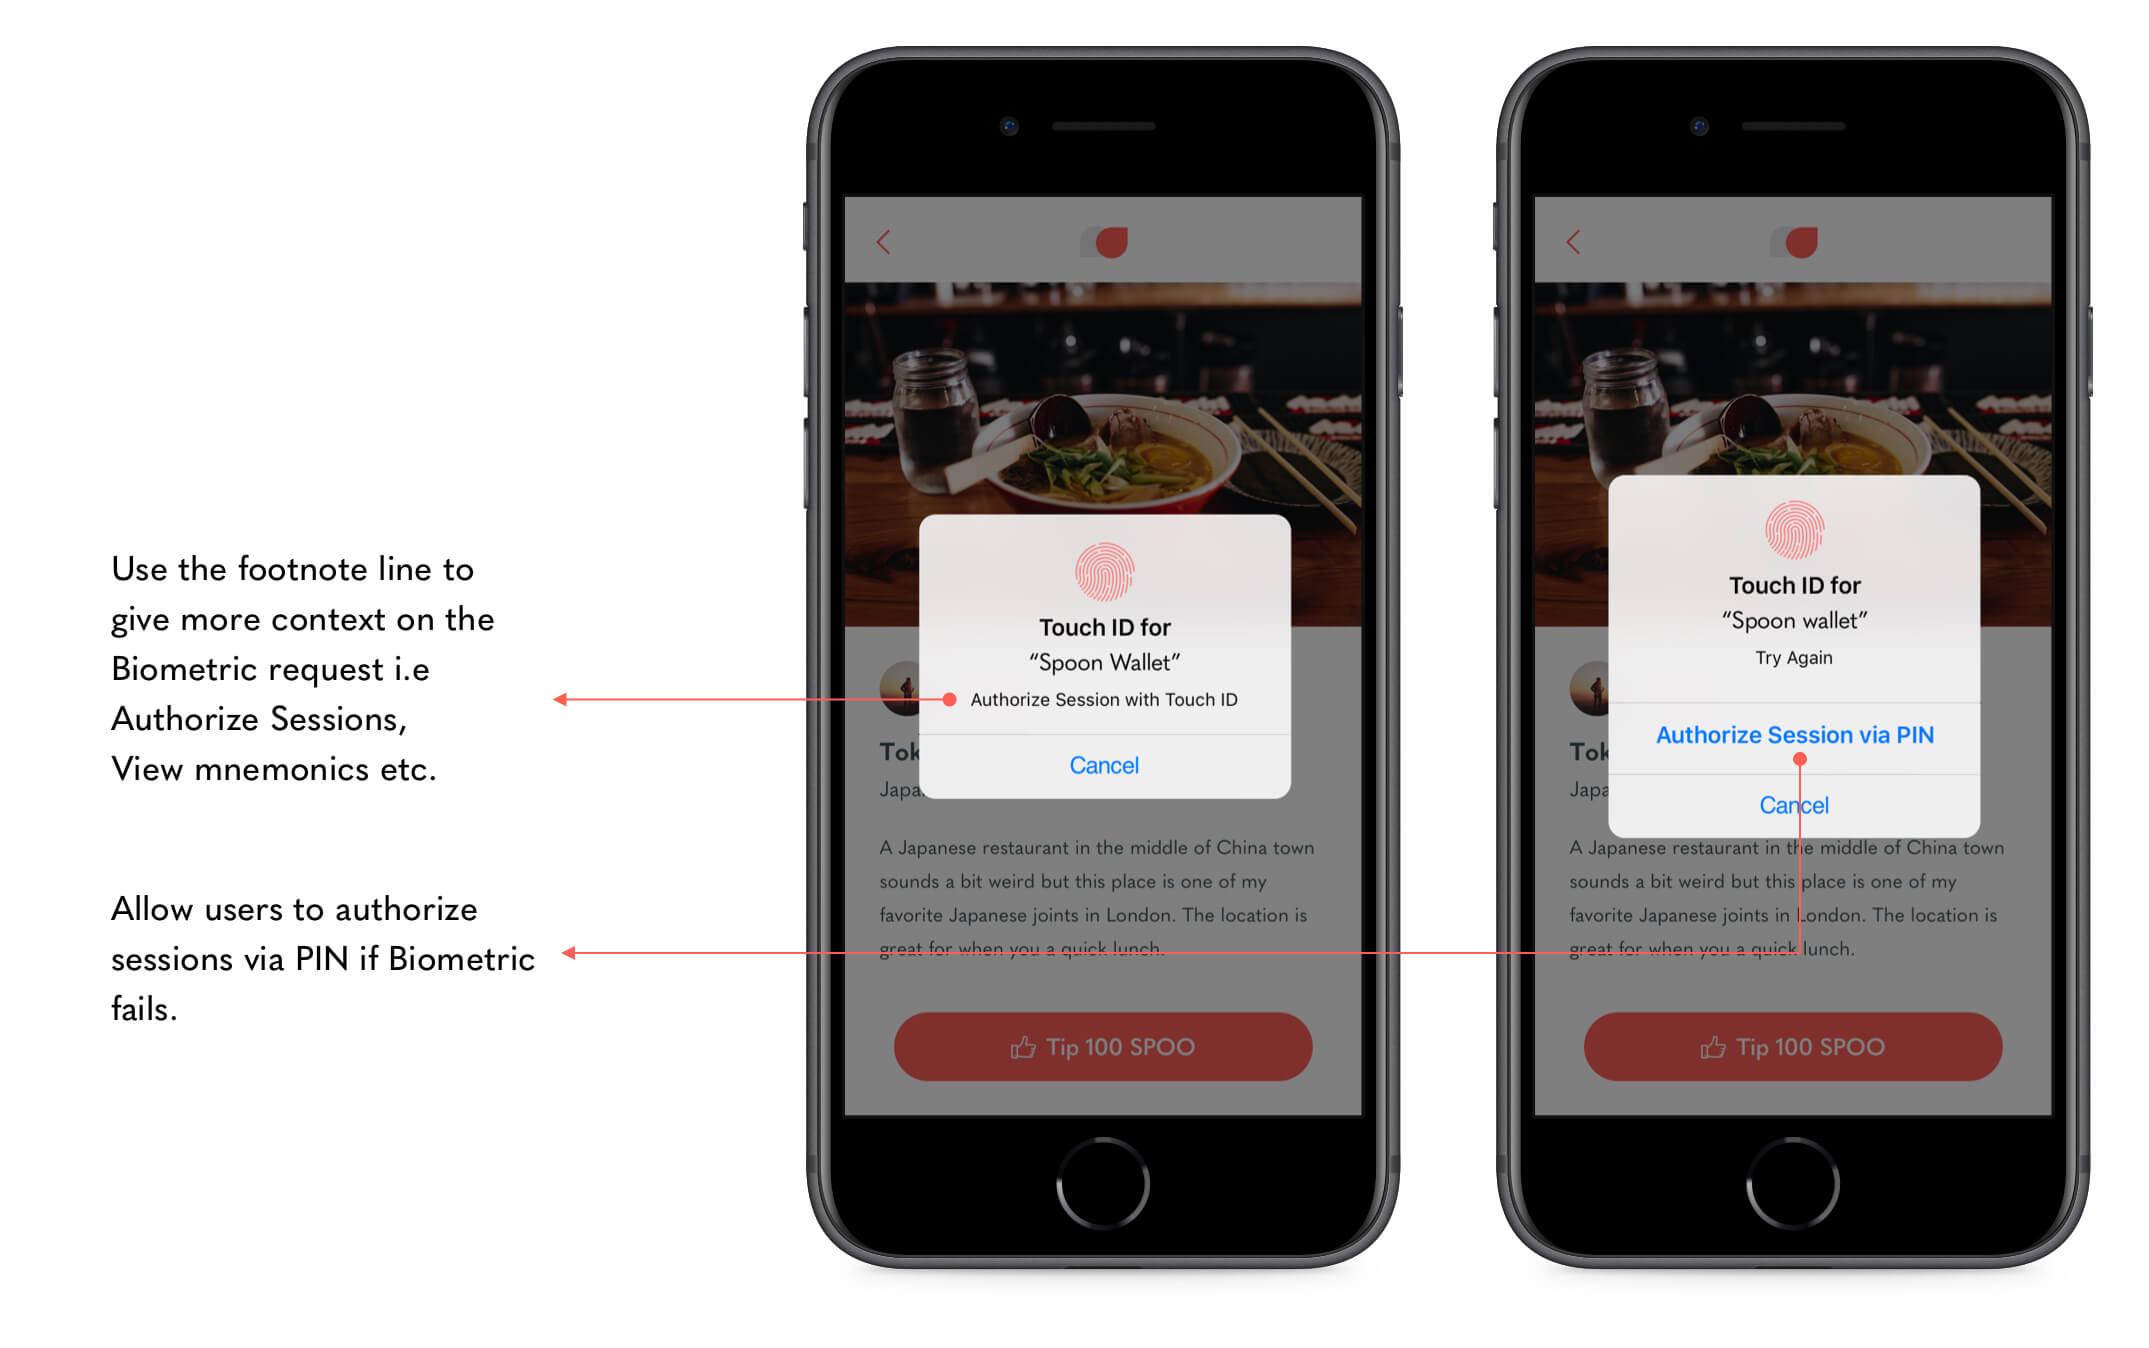 Use the footnote line to
give more context on the
Biometric request i.e
Authorize Sessions,
View mnemonics etc.
Allow users to authorize
sessions via PIN if Biometric
fails.
Touch ID for
“Spoon Wallet”
Authorize Session with Touch ID
Cancel
Tok
Japa
A Japanese restaurant in the middle of China town
sounds a bit weird but this place is one of my
favorite Japanese joints in London. The location is
great for when you a quick lunch.
Tip 100 SPOO
Touch ID for
“Spoon wallet”
Try Again
Authorize Session via PIN
Cancel
Tok
Japa
A Japanese restaurant in the middle of China town
sounds a bit weird but this place is one of my
favorite Japanese joints in London. The location is
great for when you a quick lunch.
Tip 100 SPOO